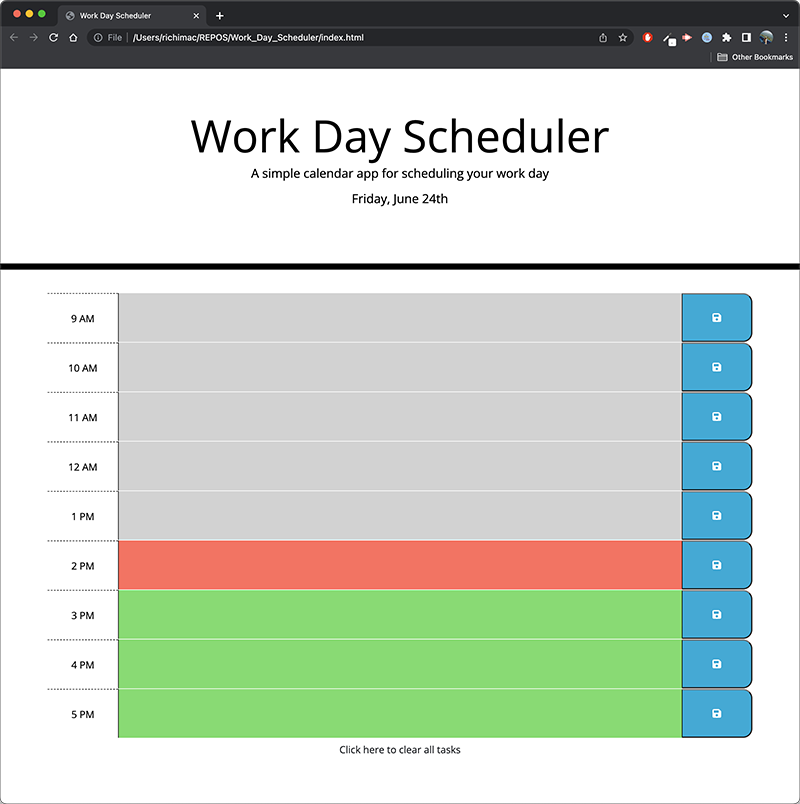 Work Day Scheduler
File | /Users/richimac/REPOS/Work_Day_Scheduler/index.html
Other Bookmarks
Work Day Scheduler
A simple calendar app for scheduling your work day
Friday, June 24th
9 AM
10 AM
11 AM
12 AM
1 PM
2 PM
3 PM
4 PM
5 PM
Click here to clear all tasks